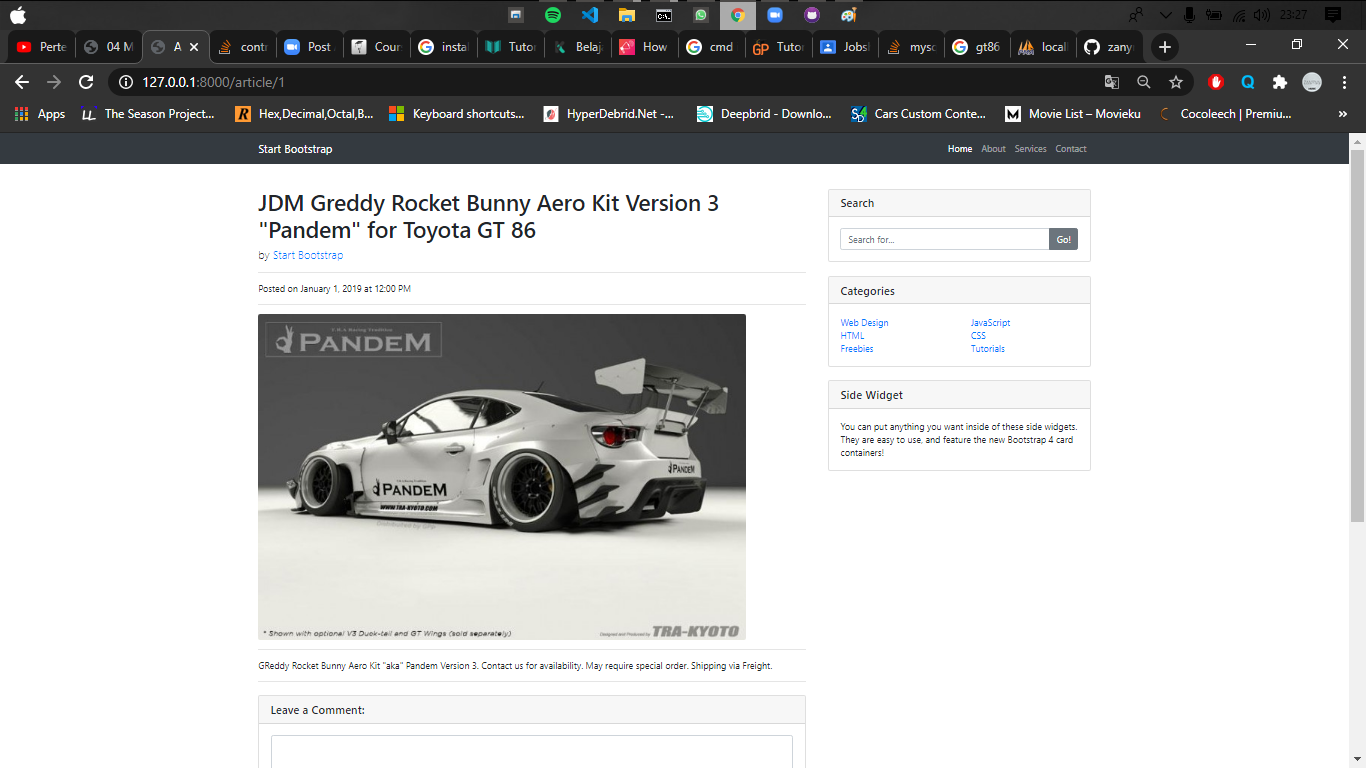 23:27
Perte
04 M
A
contr
Post
Cour
insta
Tutor
Belaj
How
cmd
Tutor
Jobsl
mysc
gt86
locall
zany
127.0.0.1:8000/article/1
Apps
The Season Project...
Hex,Decimal,Octal,B...
Keyboard shortcuts...
HyperDebrid.Net -...
Deepbrid - Downlo...
Cars Custom Conte...
Movie List – Movieku
Cocoleech | Premiu...
Start Bootstrap
Home About Services Contact
JDM Greddy Rocket Bunny Aero Kit Version 3
"Pandem" for Toyota GT 86
by Start Bootstrap
Posted on January 1, 2019 at 12:00 PM
T.R.A Racing Tradition
PANDEM
PANDEM
PANDEM
WWW.TRA-KYOTO.COM
* Shown with optional V3 Duck-tail and GT Wings (sold separately)
Designed and Produced by TRA-KYOTO
GReddy Rocket Bunny Aero Kit "aka" Pandem Version 3. Contact us for availability. May require special order. Shipping via Freight.
Leave a Comment:
Search
Search for...
Go!
Categories
Web Design
HTML
Freebies
JavaScript
CSS
Tutorials
Side Widget
You can put anything you want inside of these side widgets.
They are easy to use, and feature the new Bootstrap 4 card
containers!